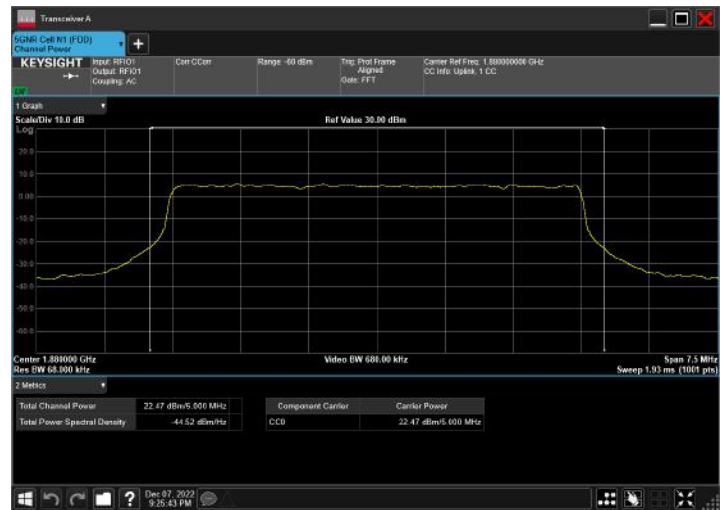 Transceiver A
5GNR Cell N1 (FDD)
Channel Power
KEYSIGHT
Input: RFIO1
Output: RFIO1
Coupling: AC
Corr CCorr
Range: -60 dBm
Trig: Prot Frame
Aligned
Gate: FFT
Carrier Ref Freq: 1.880000000 GHz
CC Info: Uplink, 1 CC
1 Graph
Scale/Div 10.0 dB
Ref Value 30.00 dBm
Log
20.0
10.0
0.00
-10.0
-20.0
-30.0
-40.0
-50.0
-60.0
Center 1.880000 GHz
Video BW 680.00 kHz
Span 7.5 MHz
Res BW 68.000 kHz
Sweep 1.93 ms (1001 pts)
2 Metrics
Total Channel Power 22.47 dBm/5.000 MHz
Total Power Spectral Density -44.52 dBm/Hz
Component Carrier Carrier Power
CC0 22.47 dBm/5.000 MHz
Dec 07, 2022
9:25:43 PM